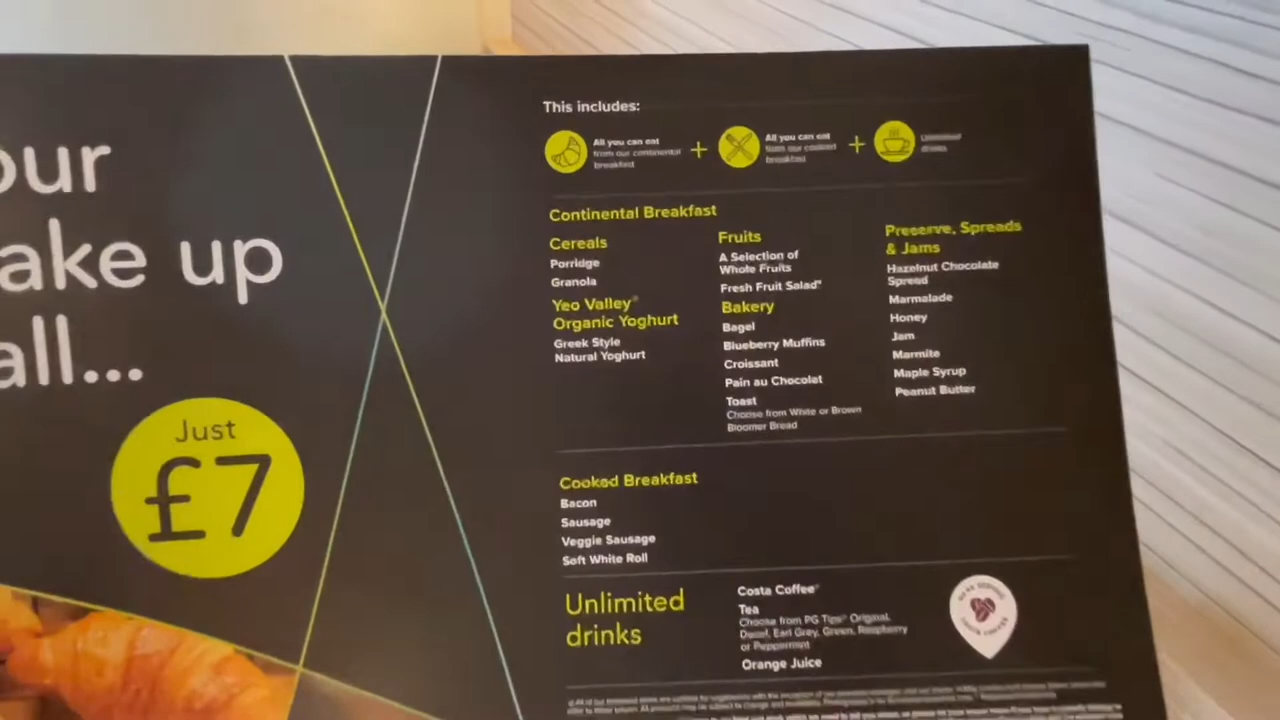 our
ake up
all...
Just
£7
This includes:
All you can eat
from our continental
breakfast
+
All you can eat
from our cooked
breakfast
+
Unlimited
drinks
Continental Breakfast
Cereals
Porridge
Granola
Yeo Valley®
Organic Yoghurt
Greek Style
Natural Yoghurt
Fruits
A Selection of
Whole Fruits
Fresh Fruit Salad*
Bakery
Bagel
Blueberry Muffins
Croissant
Pain au Chocolat
Toast
Choose from White or Brown
Bloomer Bread
Preserve, Spreads
& Jams
Hazelnut Chocolate
Spread
Marmalade
Honey
Jam
Marmite
Maple Syrup
Peanut Butter
Cooked Breakfast
Bacon
Sausage
Veggie Sausage
Soft White Roll
Unlimited
drinks
Costa Coffee®
Tea
Choose from PG Tips® Original,
Decaf, Earl Grey, Green, Raspberry
or Peppermint
Orange Juice